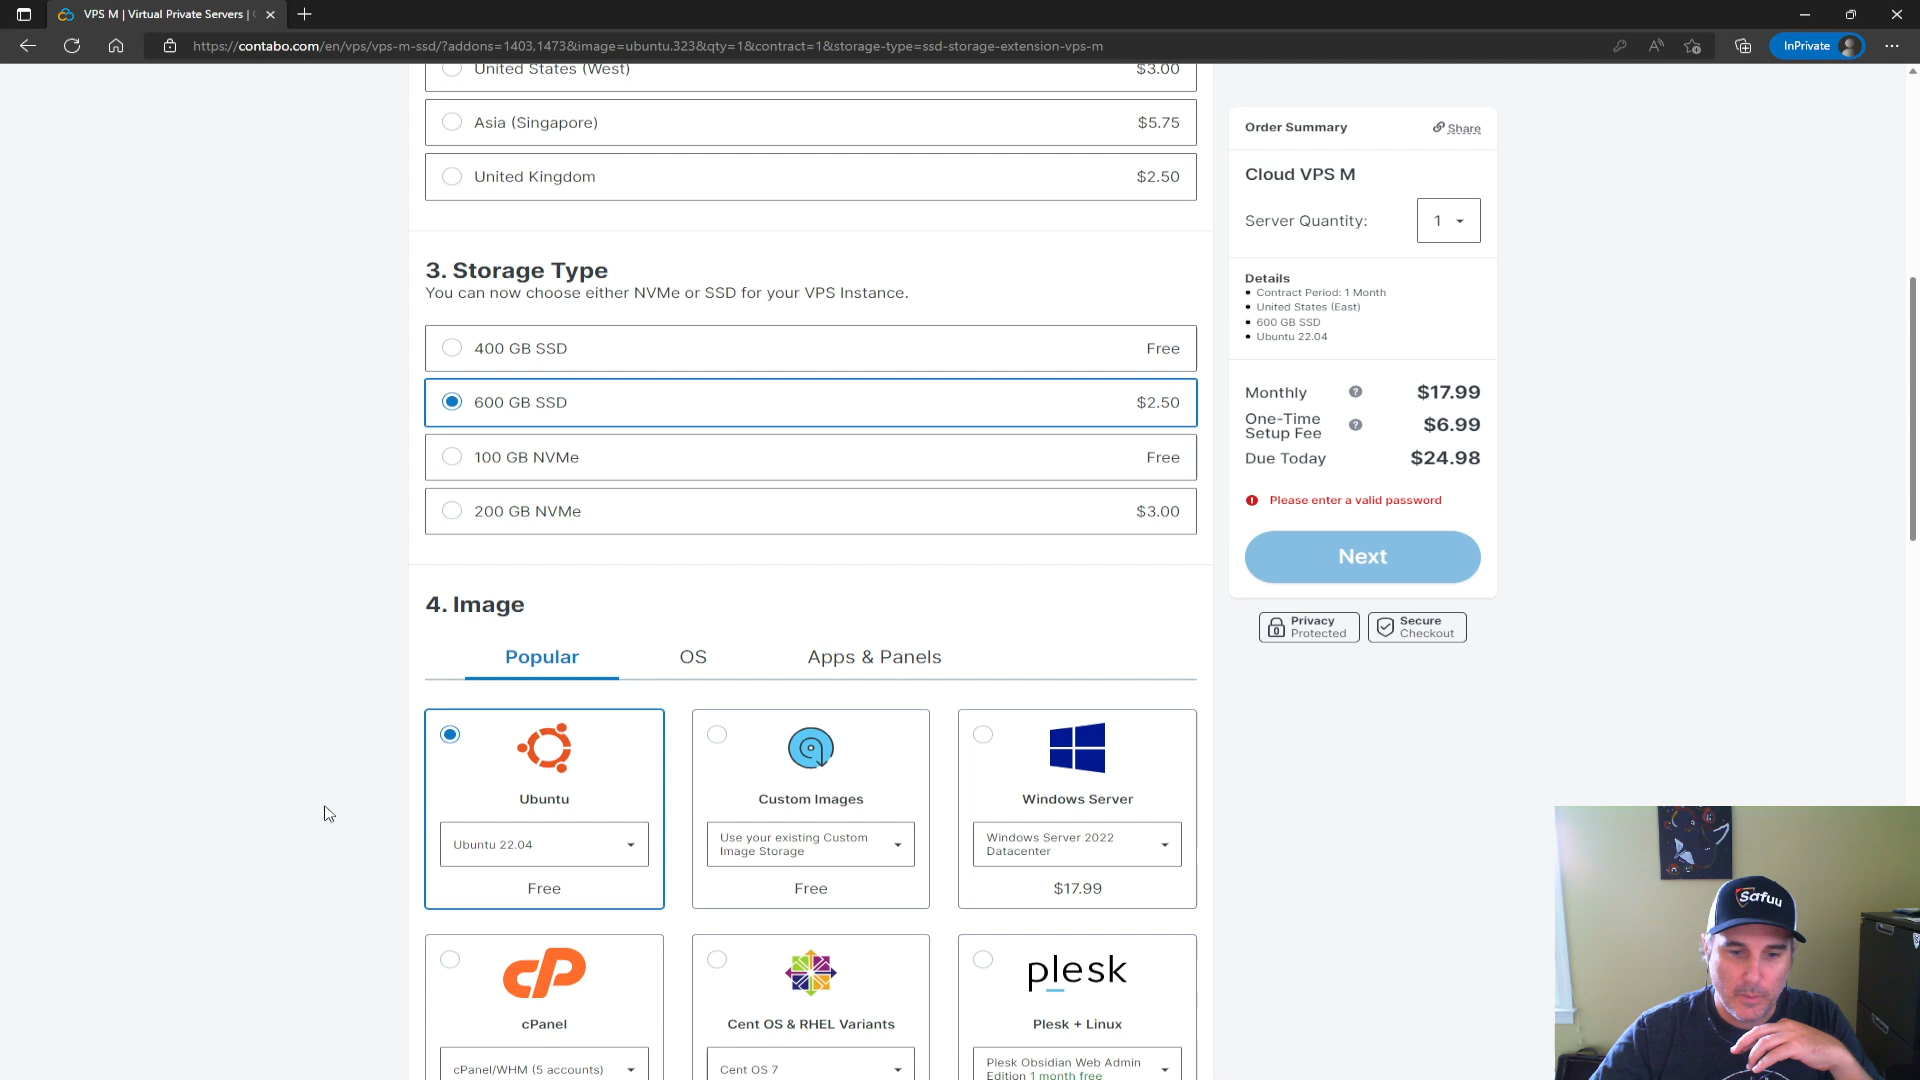 VPS M | Virtual Private Servers |
https://contabo.com/en/vps/vps-m-ssd/?addons=1403,1473&image=ubuntu.323&qty=1&contract=1&storage-type=ssd-storage-extension-vps-m
InPrivate
United States (West)
$3.00
Asia (Singapore)
$5.75
United Kingdom
$2.50
3. Storage Type
You can now choose either NVMe or SSD for your VPS Instance.
400 GB SSD
Free
600 GB SSD
$2.50
100 GB NVMe
Free
200 GB NVMe
$3.00
4. Image
Popular
OS
Apps & Panels
Ubuntu
Ubuntu 22.04
Free
Custom Images
Use your existing Custom
Image Storage
Free
Windows Server
Windows Server 2022
Datacenter
$17.99
cP
cPanel
cPanel/WHM (5 accounts)
Cent OS & RHEL Variants
Cent OS 7
plesk
Plesk + Linux
Plesk Obsidian Web Admin
Edition 1 month free
Order Summary
Share
Cloud VPS M
Server Quantity:
1
Details
Contract Period: 1 Month
United States (East)
600 GB SSD
Ubuntu 22.04
Monthly
$17.99
One-Time
Setup Fee
$6.99
Due Today
$24.98
Please enter a valid password
Next
Privacy
Protected
Secure
Checkout
Safuu